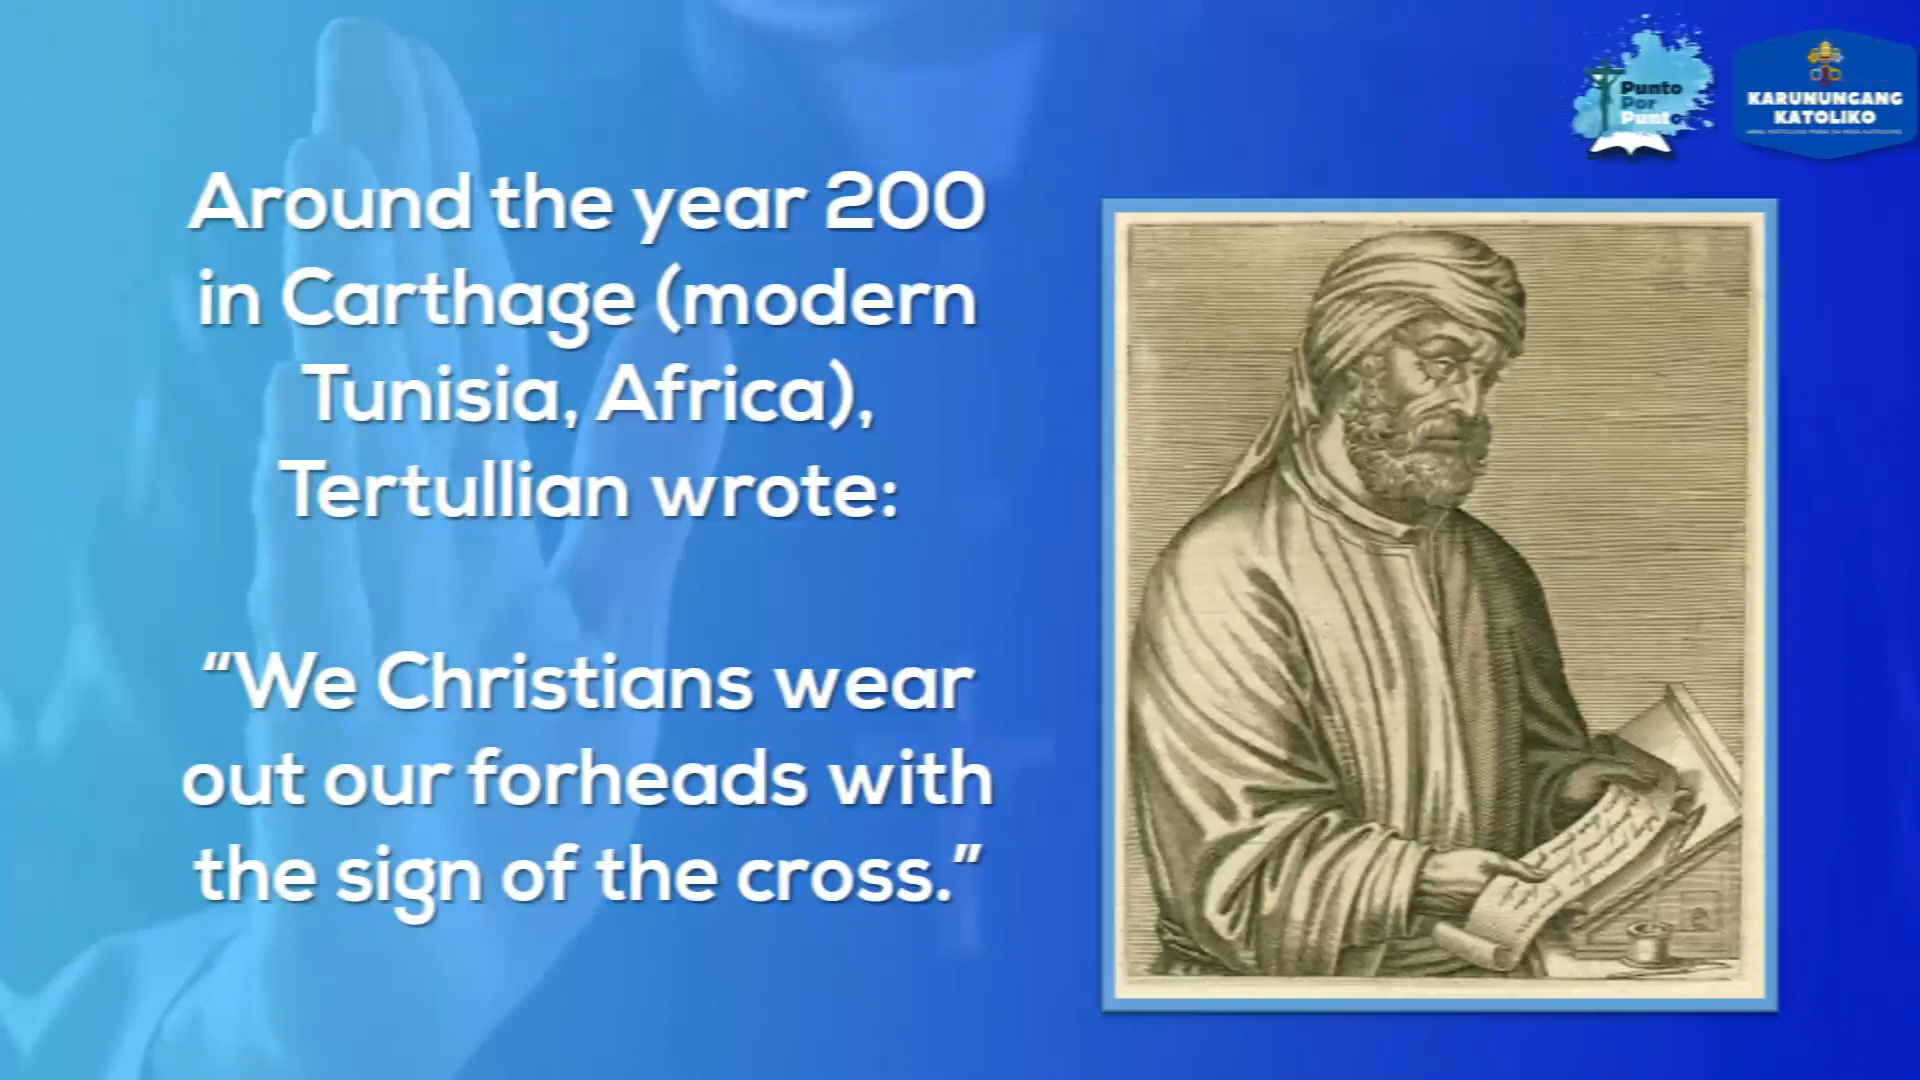 Punto
Por
Punto
KARUNUNGANG
KATOLIKO
Around the year 200
in Carthage (modern
Tunisia, Africa),
Tertullian wrote:
“We Christians wear
out our forheads with
the sign of the cross.”